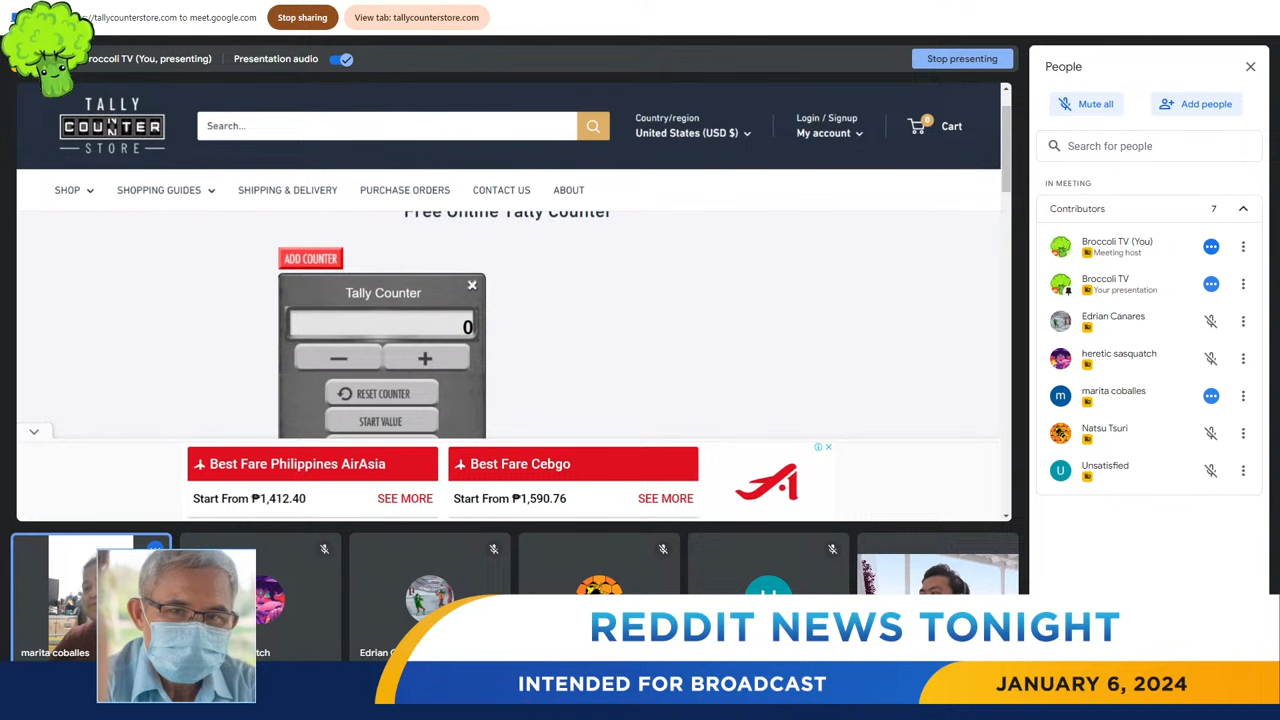 ://tallycounterstore.com to meet.google.com
Stop sharing
View tab: tallycounterstore.com
roccoli TV (You, presenting)
Presentation audio
Stop presenting
TALLY
COUNTER
STORE
Search...
Country/region
United States (USD $)
Login / Signup
My account
0
Cart
SHOP
SHOPPING GUIDES
SHIPPING & DELIVERY
PURCHASE ORDERS
CONTACT US
ABOUT
Free Online Tally Counter
ADD COUNTER
Tally Counter
0
RESET COUNTER
START VALUE
Best Fare Philippines AirAsia
Start From ₱1,412.40
SEE MORE
Best Fare Cebgo
Start From ₱1,590.76
SEE MORE
People
Mute all
Add people
Search for people
IN MEETING
Contributors
7
Broccoli TV (You)
Meeting host
Broccoli TV
Your presentation
Edrian Canares
heretic sasquatch
m
marita coballes
Natsu Tsuri
U
Unsatisfied
marita coballes
tch
Edrian C
REDDIT NEWS TONIGHT
INTENDED FOR BROADCAST
JANUARY 6, 2024